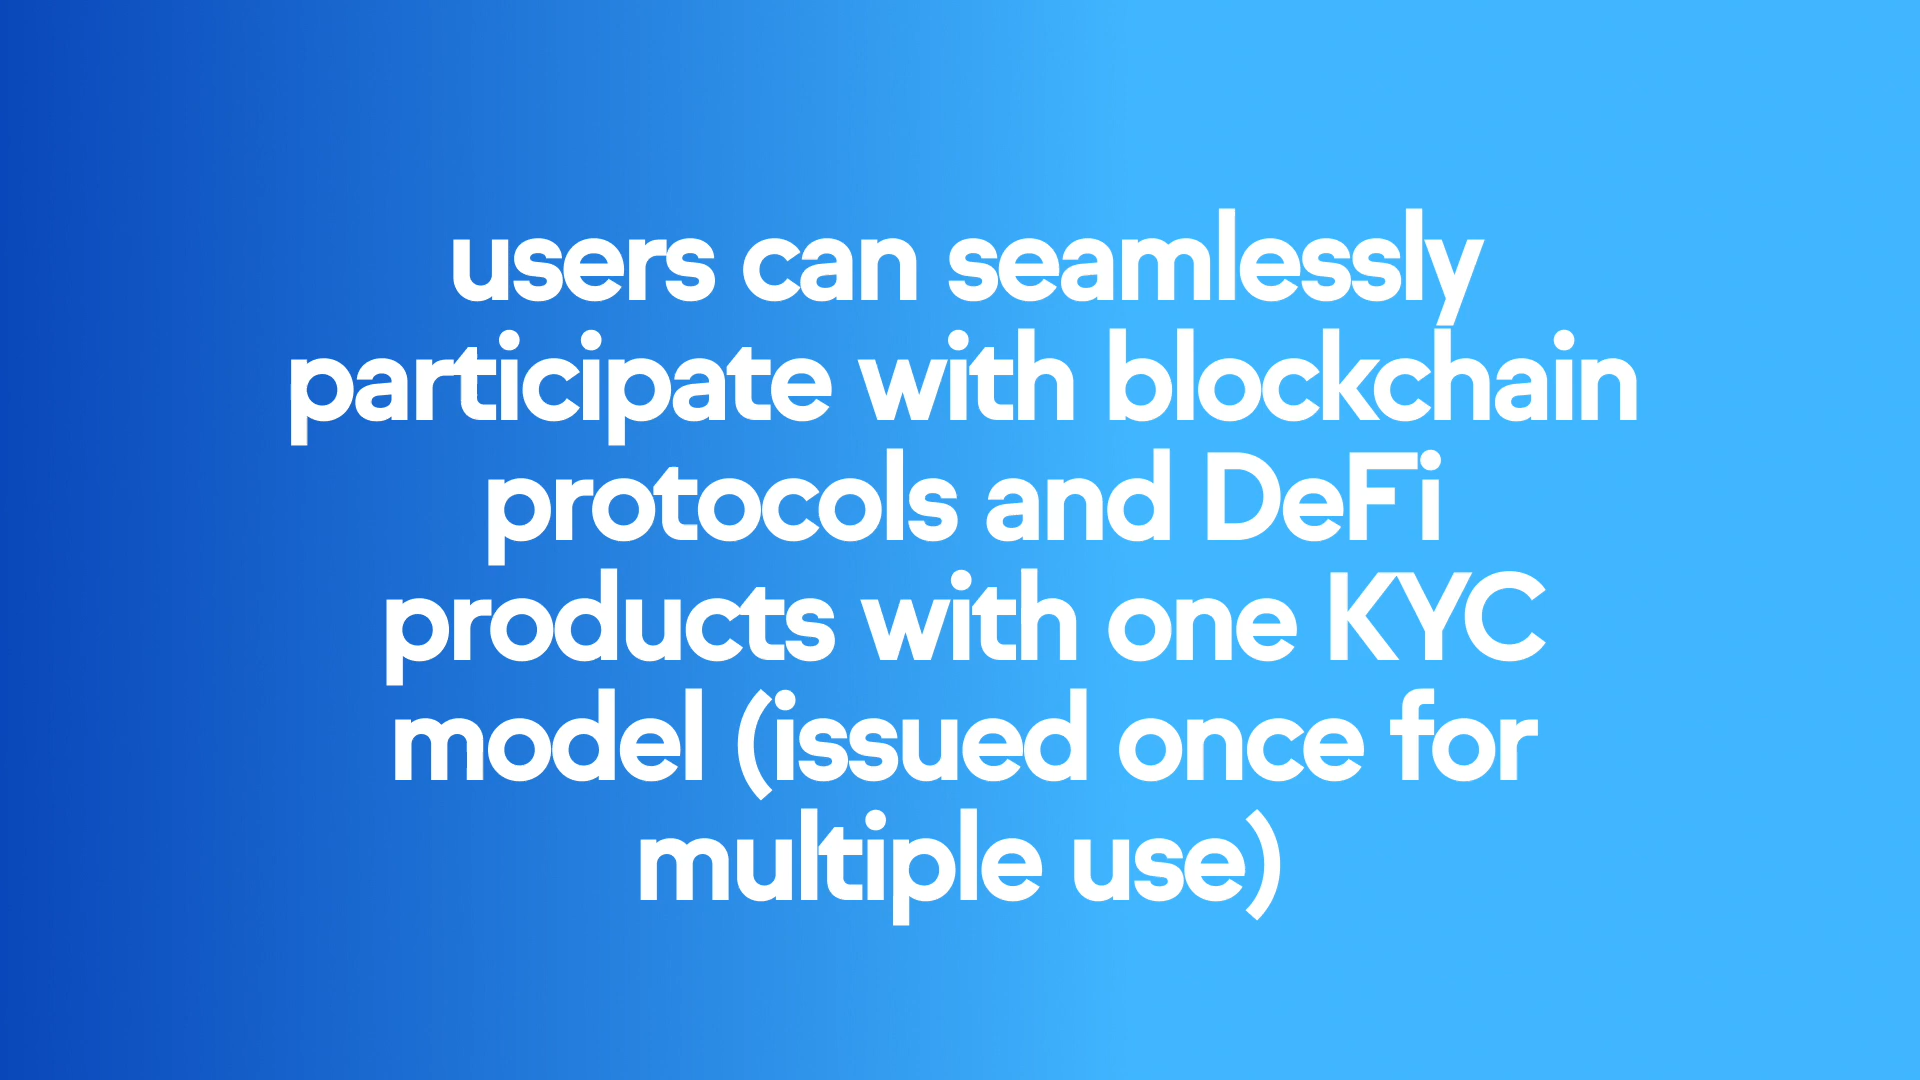 users can seamlessly
participate with blockchain
protocols and DeFi
products with one KYC
model (issued once for
multiple use)